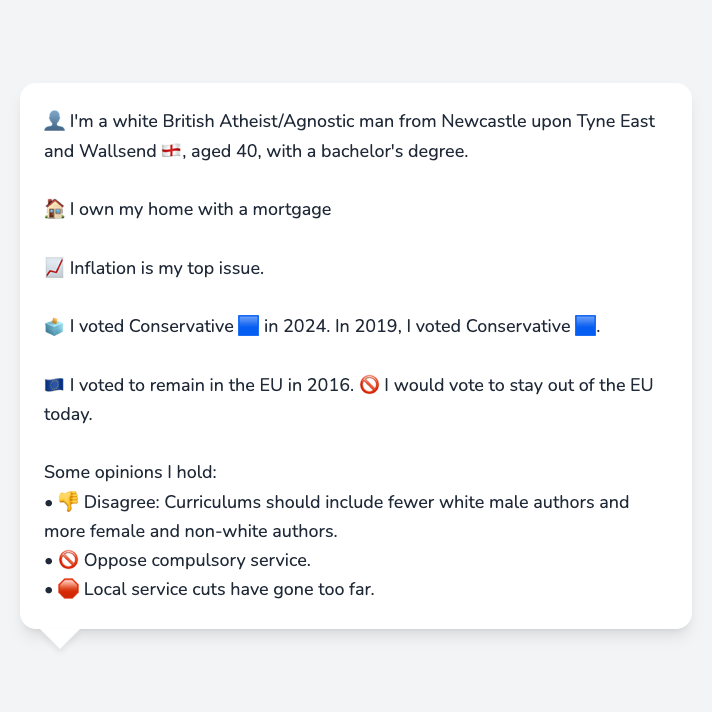 👤 I'm a white British Atheist/Agnostic man from Newcastle upon Tyne East
and Wallsend 🏴󠁧󠁢󠁥󠁮󠁧󠁿, aged 40, with a bachelor's degree.
🏠 I own my home with a mortgage
📈 Inflation is my top issue.
🗳️ I voted Conservative 🟦 in 2024. In 2019, I voted Conservative 🟦.
🇪🇺 I voted to remain in the EU in 2016. 🚫 I would vote to stay out of the EU
today.
Some opinions I hold:
• 👎 Disagree: Curriculums should include fewer white male authors and
more female and non-white authors.
• 🚫 Oppose compulsory service.
• 🛑 Local service cuts have gone too far.